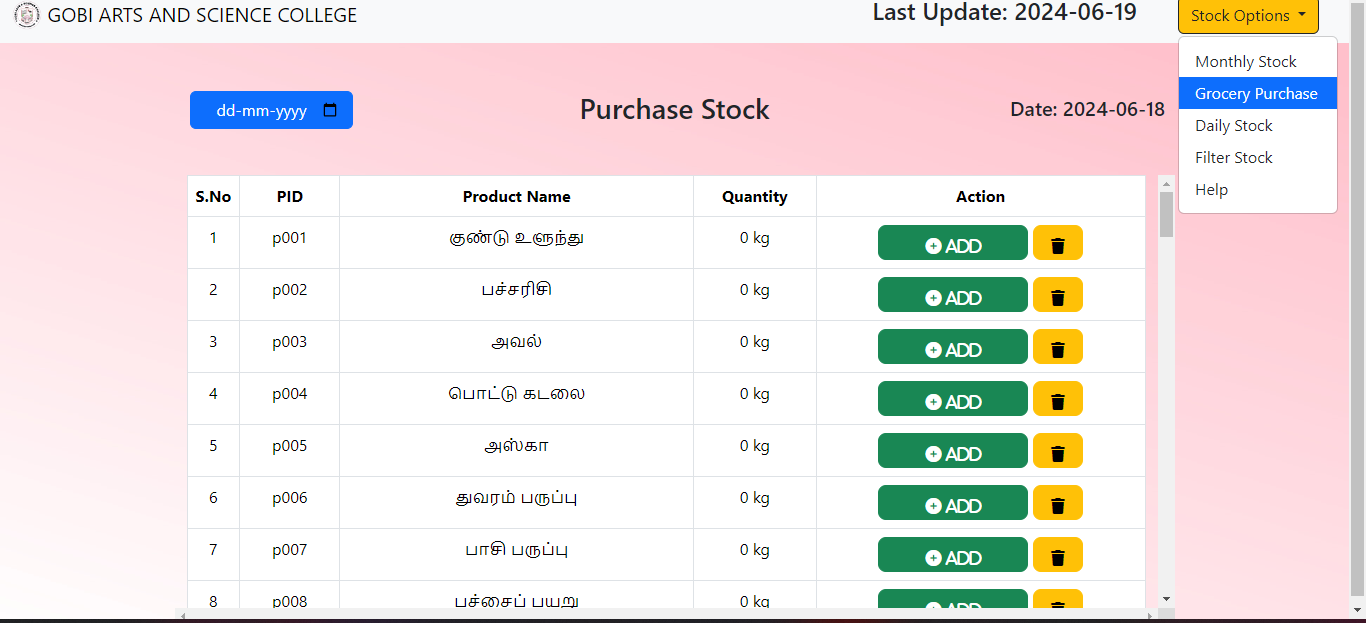 GOBI ARTS AND SCIENCE COLLEGE
Last Update: 2024-06-19
Stock Options
Monthly Stock
Grocery Purchase
Daily Stock
Filter Stock
Help
dd-mm-yyyy
Purchase Stock
Date: 2024-06-18
S.No PID Product Name Quantity Action
1 p001 குண்டு உளுந்து 0 kg ADD
2 p002 பச்சரிசி 0 kg ADD
3 p003 அவல் 0 kg ADD
4 p004 பொட்டு கடலை 0 kg ADD
5 p005 அஸ்கா 0 kg ADD
6 p006 துவரம் பருப்பு 0 kg ADD
7 p007 பாசி பருப்பு 0 kg ADD
8 p008 பச்சைப் பயறு 0 kg ADD